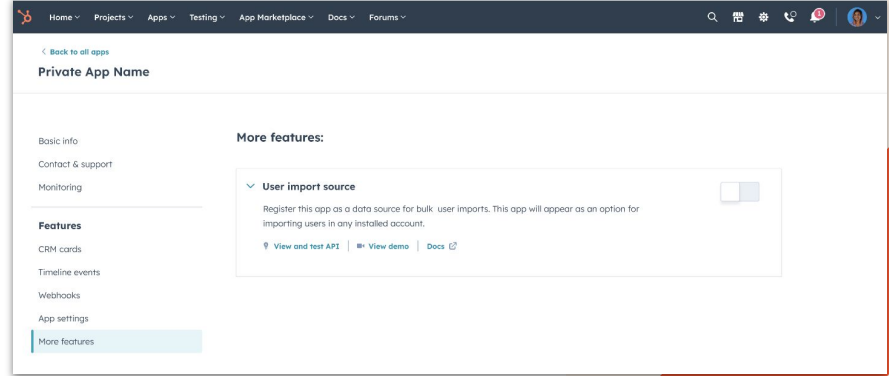 Home Projects Apps Testing App Marketplace Docs Forums
1
Back to all apps
Private App Name
Basic info
Contact & support
Monitoring
Features
CRM cards
Timeline events
Webhooks
App settings
More features
More features:
User import source
Register this app as a data source for bulk user imports. This app will appear as an option for
importing users in any installed account.
View and test API View demo Docs